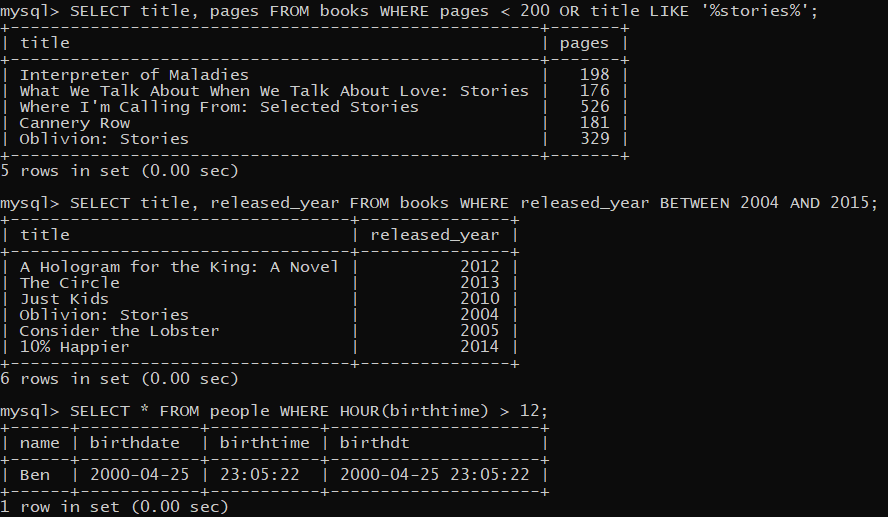 mysql> SELECT title, pages FROM books WHERE pages < 200 OR title LIKE '%stories%';
+-----------------------------------------------------+-------+
| title                                               | pages |
+-----------------------------------------------------+-------+
| Interpreter of Maladies                             |   198 |
| What We Talk About When We Talk About Love: Stories |   176 |
| Where I'm Calling From: Selected Stories            |   526 |
| Cannery Row                                         |   181 |
| Oblivion: Stories                                   |   329 |
+-----------------------------------------------------+-------+
5 rows in set (0.00 sec)

mysql> SELECT title, released_year FROM books WHERE released_year BETWEEN 2004 AND 2015;
+----------------------------------+---------------+
| title                            | released_year |
+----------------------------------+---------------+
| A Hologram for the King: A Novel |          2012 |
| The Circle                       |          2013 |
| Just Kids                        |          2010 |
| Oblivion: Stories                |          2004 |
| Consider the Lobster             |          2005 |
| 10% Happier                      |          2014 |
+----------------------------------+---------------+
6 rows in set (0.00 sec)

mysql> SELECT * FROM people WHERE HOUR(birthtime) > 12;
+------+------------+-----------+---------------------+
| name | birthdate  | birthtime | birthdt             |
+------+------------+-----------+---------------------+
| Ben  | 2000-04-25 | 23:05:22  | 2000-04-25 23:05:22 |
+------+------------+-----------+---------------------+
1 row in set (0.00 sec)